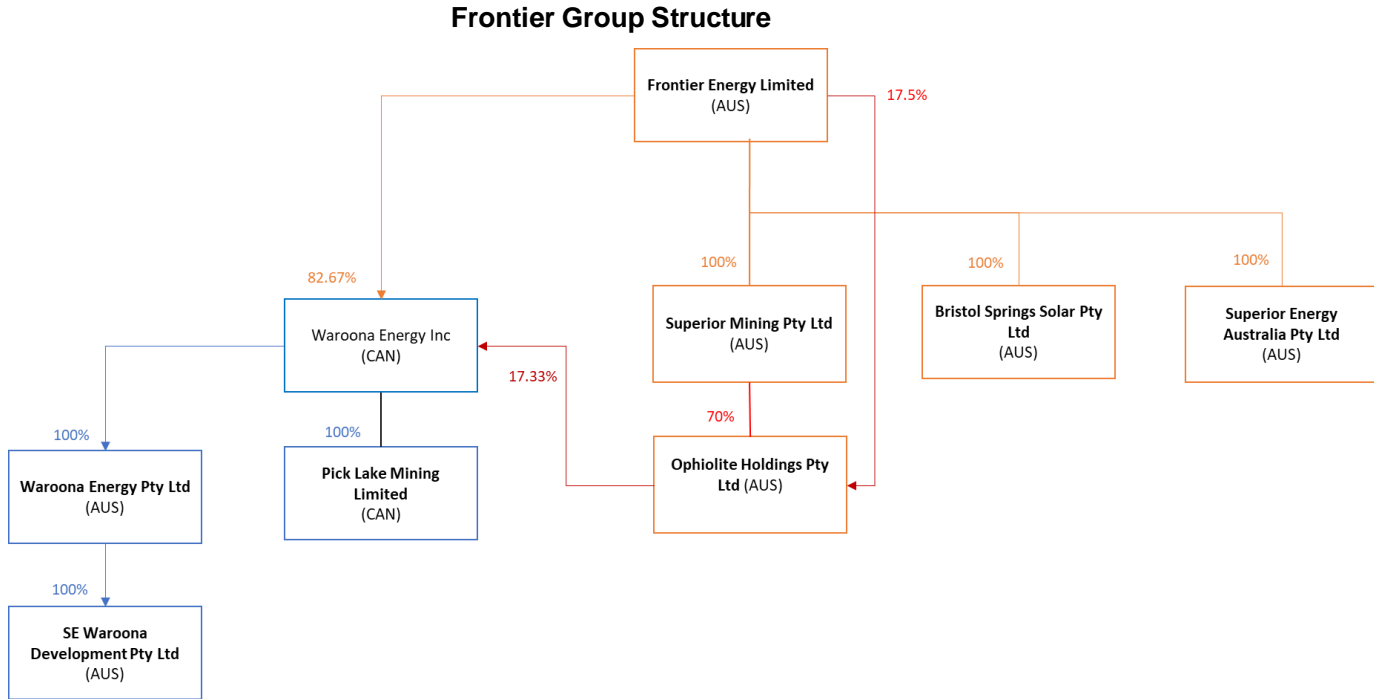 Frontier Group Structure
Frontier Energy Limited
(AUS)
17.5%
82.67%
100%
100%
100%
Waroona Energy Inc
(CAN)
Superior Mining Pty Ltd
(AUS)
Bristol Springs Solar Pty
Ltd
(AUS)
Superior Energy
Australia Pty Ltd
(AUS)
17.33%
100%
100%
70%
Waroona Energy Pty Ltd
(AUS)
Pick Lake Mining
Limited
(CAN)
Ophiolite Holdings Pty
Ltd (AUS)
100%
SE Waroona
Development Pty Ltd
(AUS)